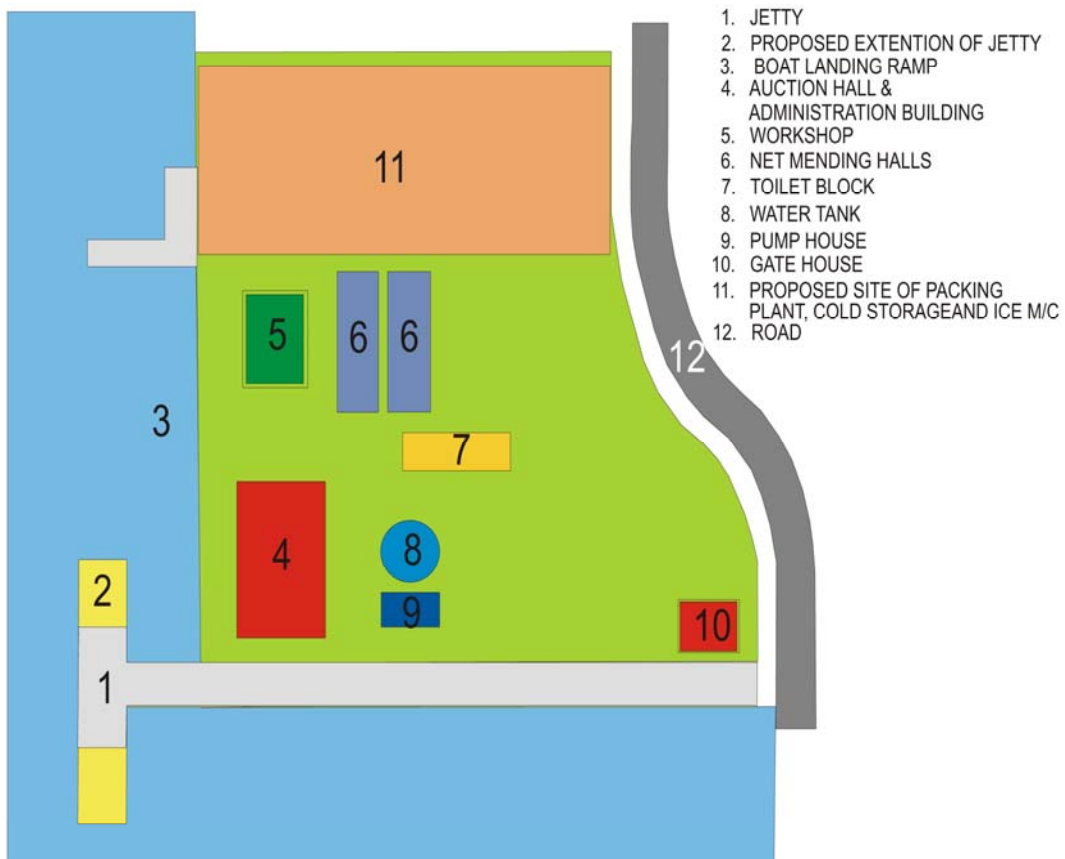 1. JETTY
2. PROPOSED EXTENTION OF JETTY
3. BOAT LANDING RAMP
4. AUCTION HALL &
ADMINISTRATION BUILDING
5. WORKSHOP
6. NET MENDING HALLS
7. TOILET BLOCK
8. WATER TANK
9. PUMP HOUSE
10. GATE HOUSE
11. PROPOSED SITE OF PACKING
PLANT, COLD STORAGEAND ICE M/C
12. ROAD
11
5
6
6
12
3
7
4
8
2
9
10
1